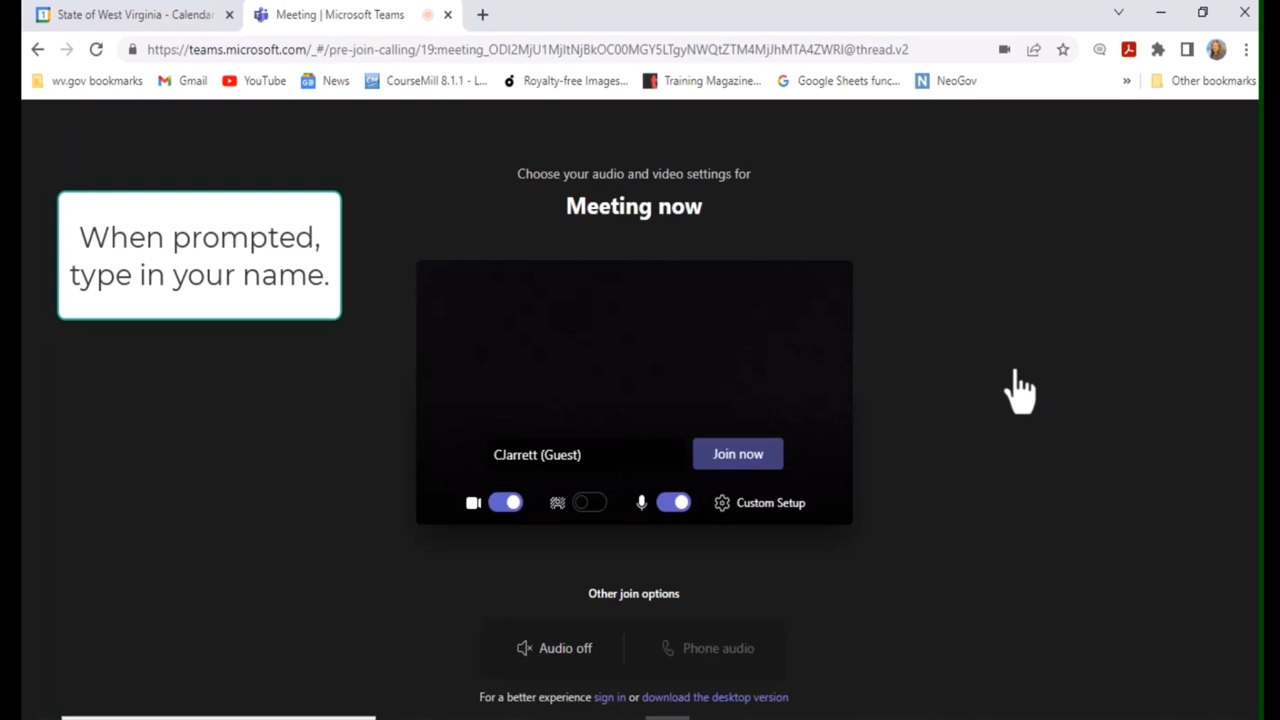 State of West Virginia - Calendar
Meeting | Microsoft Teams
https://teams.microsoft.com/_#/pre-join-calling/19:meeting_ODI2MjU1MjItNjBkOC00MGY5LTgyNWQtZTM4MjJhMTA4ZWRl@thread.v2
wv.gov bookmarks Gmail YouTube News CourseMill 8.1.1 - L... Royalty-free Images... Training Magazine... Google Sheets func... NeoGov » Other bookmarks
Choose your audio and video settings for
Meeting now
When prompted,
type in your name.
CJarrett (Guest) Join now
Custom Setup
Other join options
Audio off Phone audio
For a better experience sign in or download the desktop version